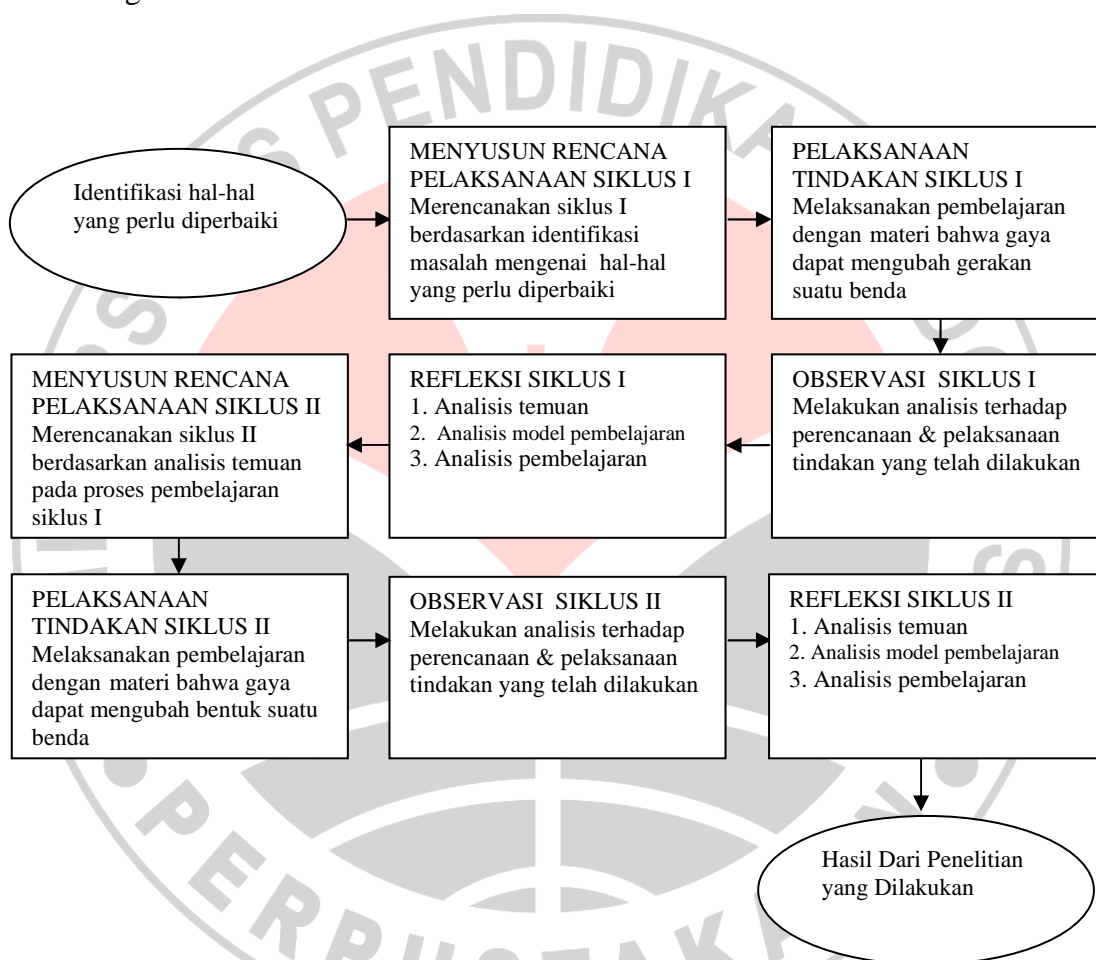 Identifikasi hal-hal
yang perlu diperbaiki
MENYUSUN RENCANA
PELAKSANAAN SIKLUS I
Merencanakan siklus I
berdasarkan identifikasi
masalah mengenai hal-hal
yang perlu diperbaiki
PELAKSANAAN
TINDAKAN SIKLUS I
Melaksanakan pembelajaran
dengan materi bahwa gaya
dapat mengubah gerakan
suatu benda
OBSERVASI SIKLUS I
Melakukan analisis terhadap
perencanaan & pelaksanaan
tindakan yang telah dilakukan
REFLEKSI SIKLUS I
1. Analisis temuan
2. Analisis model pembelajaran
3. Analisis pembelajaran
MENYUSUN RENCANA
PELAKSANAAN SIKLUS II
Merencanakan siklus II
berdasarkan analisis temuan
pada proses pembelajaran
siklus I
PELAKSANAAN
TINDAKAN SIKLUS II
Melaksanakan pembelajaran
dengan materi bahwa gaya
dapat mengubah bentuk suatu
benda
OBSERVASI SIKLUS II
Melakukan analisis terhadap
perencanaan & pelaksanaan
tindakan yang telah dilakukan
REFLEKSI SIKLUS II
1. Analisis temuan
2. Analisis model pembelajaran
3. Analisis pembelajaran
Hasil Dari Penelitian
yang Dilakukan